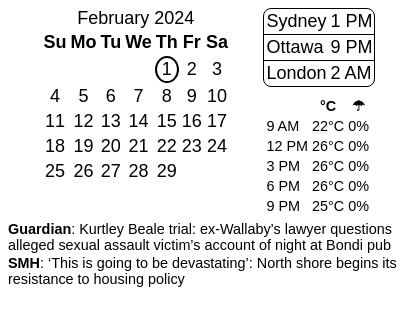 February 2024
Su Mo Tu We Th Fr Sa
1 2 3
4 5 6 7 8 9 10
11 12 13 14 15 16 17
18 19 20 21 22 23 24
25 26 27 28 29
Sydney 1 PM
Ottawa 9 PM
London 2 AM
°C ☂
9 AM 22°C 0%
12 PM 26°C 0%
3 PM 26°C 0%
6 PM 26°C 0%
9 PM 25°C 0%
Guardian: Kurtley Beale trial: ex-Wallaby’s lawyer questions
alleged sexual assault victim’s account of night at Bondi pub
SMH: ‘This is going to be devastating’: North shore begins its
resistance to housing policy